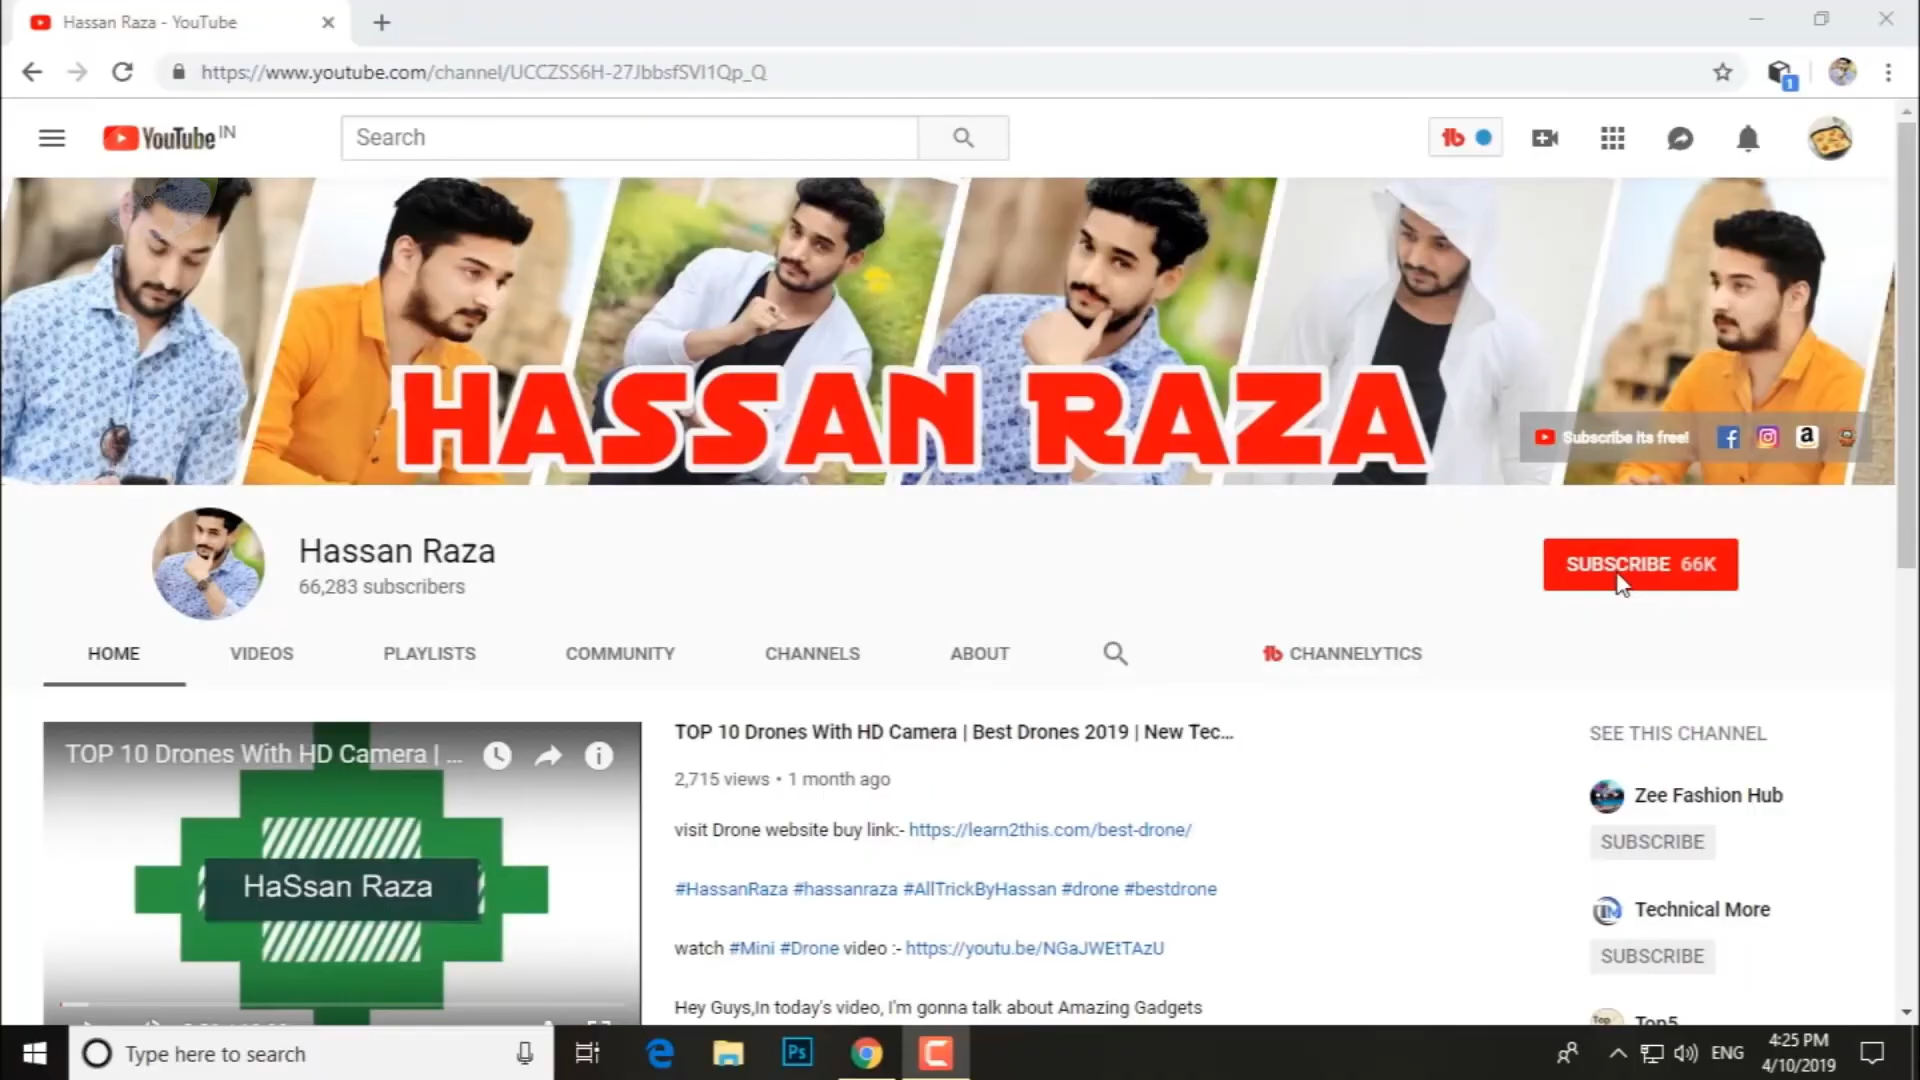 Hassan Raza - YouTube
https://www.youtube.com/channel/UCCZSS6H-27JbbsfSVI1Qp_Q
1
YouTube IN
Search
HASSAN RAZA
Subscribe its free!
Hassan Raza
66,283 subscribers
SUBSCRIBE 66K
HOME
VIDEOS
PLAYLISTS
COMMUNITY
CHANNELS
ABOUT
CHANNELYTICS
TOP 10 Drones With HD Camera | ...
HaSsan Raza
TOP 10 Drones With HD Camera | Best Drones 2019 | New Tec...
2,715 views • 1 month ago
visit Drone website buy link:- https://learn2this.com/best-drone/
#HassanRaza #hassanraza #AllTrickByHassan #drone #bestdrone
watch #Mini #Drone video :- https://youtu.be/NGaJWEtTAzU
Hey Guys,In today's video, I'm gonna talk about Amazing Gadgets
SEE THIS CHANNEL
Zee Fashion Hub
SUBSCRIBE
Technical More
SUBSCRIBE
Top5
Type here to search
Ps
ENG
4:25 PM
4/10/2019